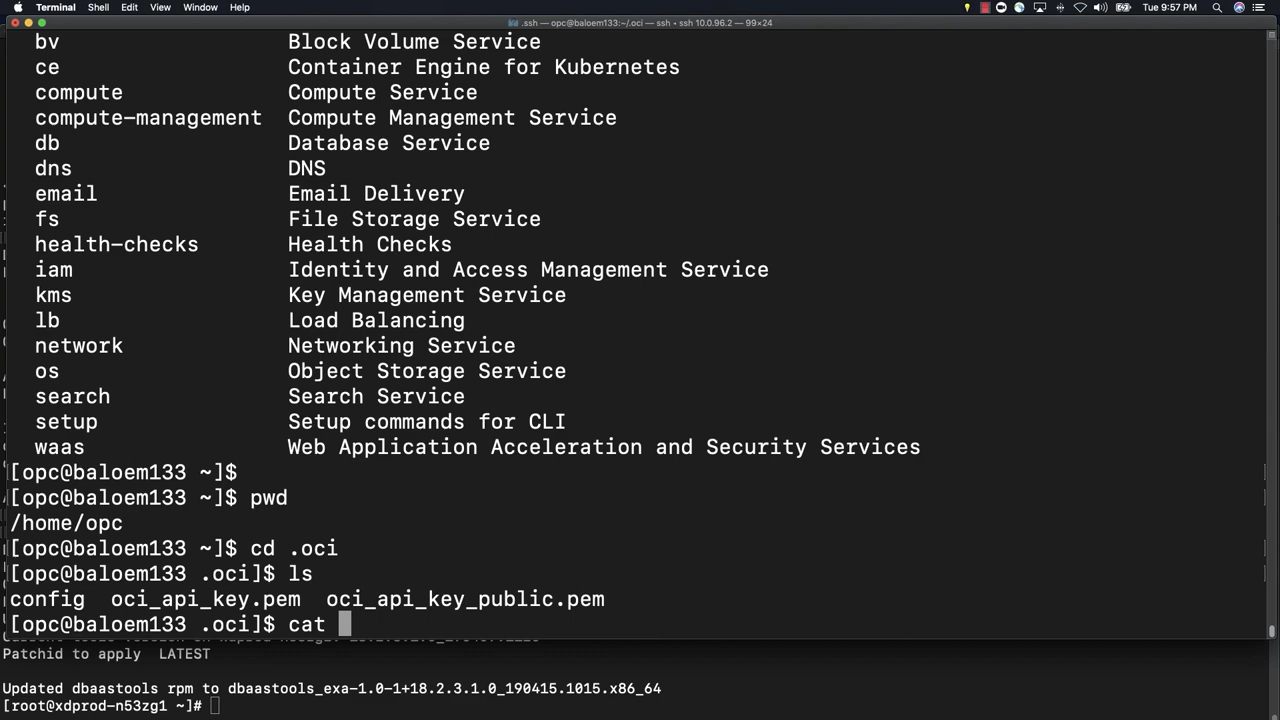 Terminal Shell Edit View Window Help Tue 9:57 PM
.ssh — opc@baloem133:~/.oci — ssh • ssh 10.0.96.2 — 99×24
bv Block Volume Service
ce Container Engine for Kubernetes
compute Compute Service
compute-management Compute Management Service
db Database Service
dns DNS
email Email Delivery
fs File Storage Service
health-checks Health Checks
iam Identity and Access Management Service
kms Key Management Service
lb Load Balancing
network Networking Service
os Object Storage Service
search Search Service
setup Setup commands for CLI
waas Web Application Acceleration and Security Services
[opc@baloem133 ~]$
[opc@baloem133 ~]$ pwd
/home/opc
[opc@baloem133 ~]$ cd .oci
[opc@baloem133 .oci]$ ls
config oci_api_key.pem oci_api_key_public.pem
[opc@baloem133 .oci]$ cat
Patchid to apply LATEST
Updated dbaastools rpm to dbaastools_exa-1.0-1+18.2.3.1.0_190415.1015.x86_64
[root@xdprod-n53zg1 ~]#